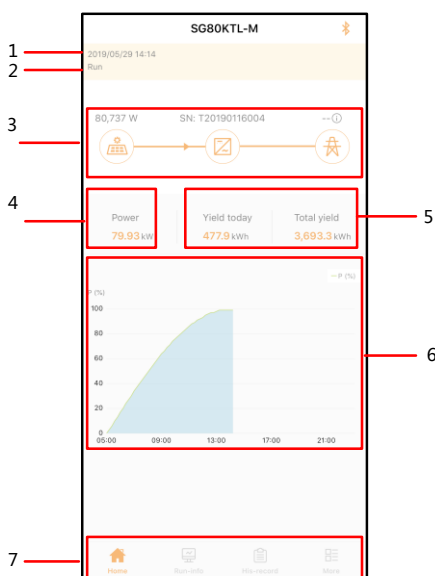 SG80KTL-M
1
2019/05/29 14:14
2
Run
3
80,737 W SN: T20190116004 --
4
Power Yield today Total yield
5
79.93 kW 477.9 kWh 3,693.3 kWh
-- P (%)
P (%)
100
80
60
6
40
20
0
05:00 09:00 13:00 17:00 21:00
7
Home Run-info His-record More